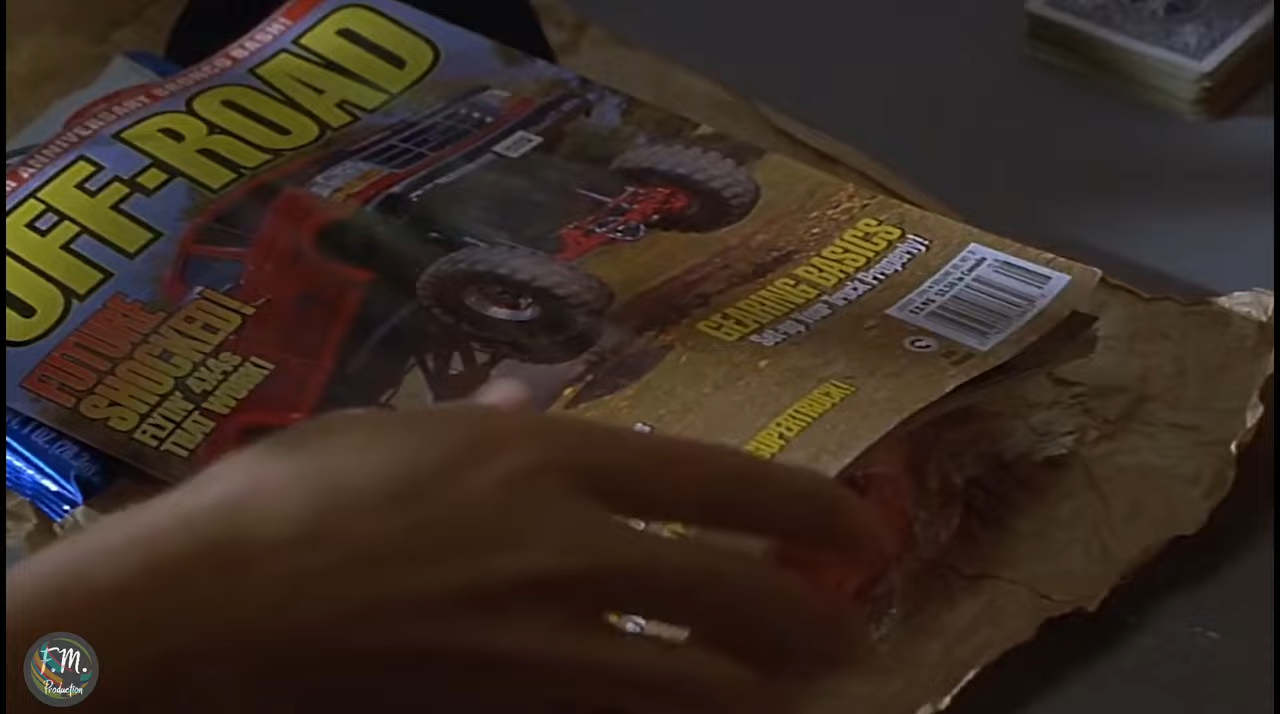 ANNIVERSARY BRONCO BASH!
OFF-ROAD
FUTURE
SHOCKED!
FLYIN' 4X4s
THAT WORK!
GEARING BASICS
Set up Your Truck Properly!
SUPERTRUCK!
F.M.
Production